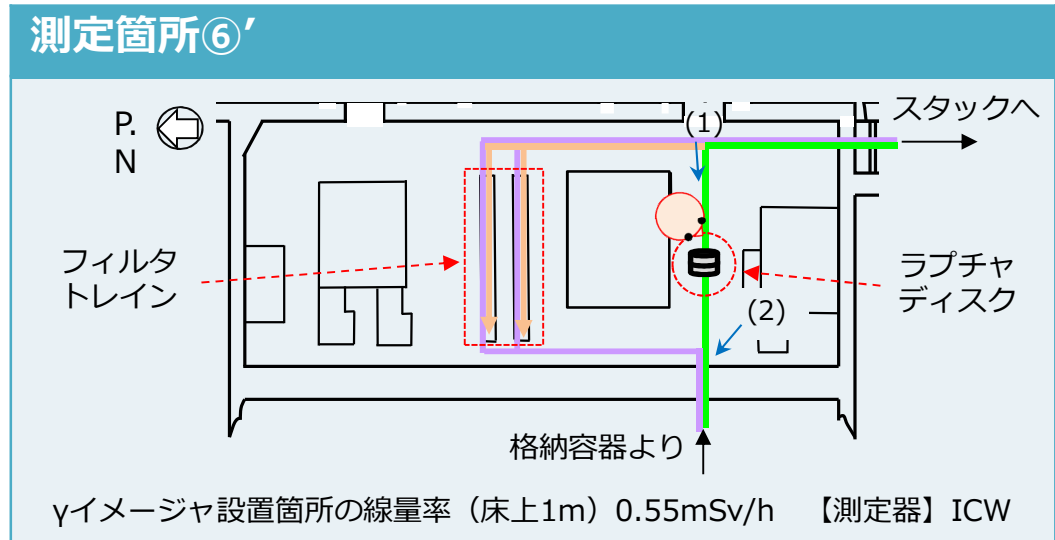 測定箇所⑥’
P.
N
(1)
スタックへ
フィルタ
トレイン
ラプチャ
ディスク
(2)
格納容器より
γイメージャ設置箇所の線量率（床上1m）0.55mSv/h　【測定器】ICW